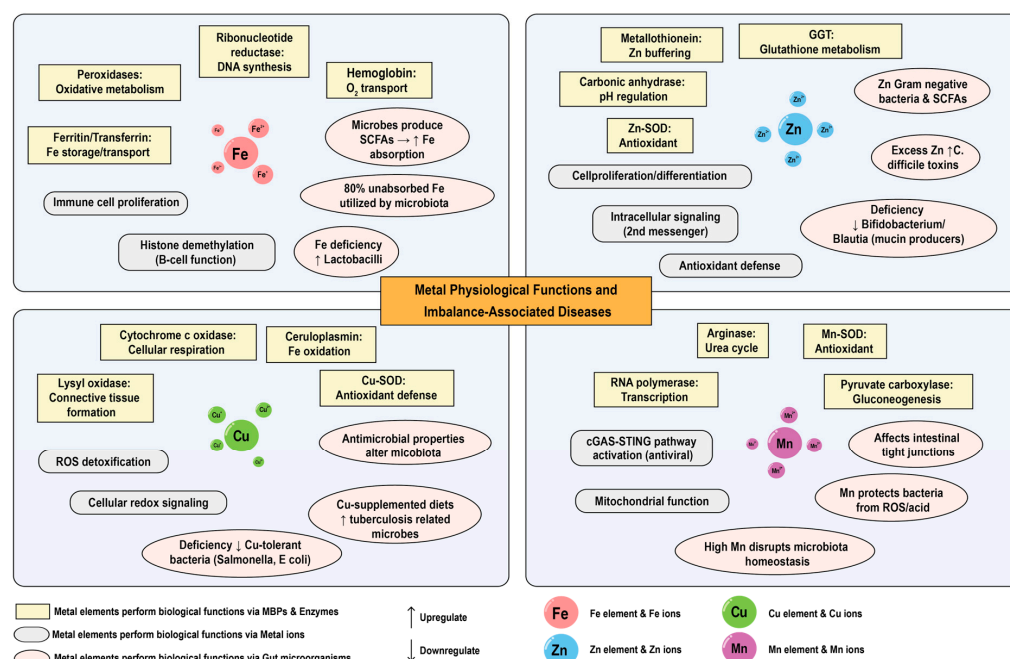 Ribonucleotide
reductase:
DNA synthesis
Peroxidases:
Oxidative metabolism
Hemoglobin:
O2 transport
Ferritin/Transferrin:
Fe storage/transport
Fe
Microbes produce
SCFAs → ↑ Fe
absorption
80% unabsorbed Fe
utilized by microbiota
Immune cell proliferation
Histone demethylation
(B-cell function)
Fe deficiency
↑ Lactobacilli
Metallothionein:
Zn buffering
GGT:
Glutathione metabolism
Carbonic anhydrase:
pH regulation
Zn-SOD:
Antioxidant
Zn
Zn Gram negative
bacteria & SCFAs
Excess Zn ↑C.
difficile toxins
Cellproliferation/differentiation
Intracellular signaling
(2nd messenger)
Deficiency
↓ Bifidobacterium/
Blautia (mucin producers)
Antioxidant defense
Metal Physiological Functions and
Imbalance-Associated Diseases
Cytochrome c oxidase:
Cellular respiration
Ceruloplasmin:
Fe oxidation
Lysyl oxidase:
Connective tissue
formation
Cu-SOD:
Antioxidant defense
Cu
Antimicrobial properties
alter micobiota
ROS detoxification
Cellular redox signaling
Cu-supplemented diets
↑ tuberculosis related
microbes
Deficiency ↓ Cu-tolerant
bacteria (Salmonella, E coli)
Arginase:
Urea cycle
Mn-SOD:
Antioxidant
RNA polymerase:
Transcription
Pyruvate carboxylase:
Gluconeogenesis
Mn
cGAS-STING pathway
activation (antiviral)
Affects intestinal
tight junctions
Mitochondrial function
Mn protects bacteria
from ROS/acid
High Mn disrupts microbiota
homeostasis
Metal elements perform biological functions via MBPs & Enzymes
Metal elements perform biological functions via Metal ions
Metal elements perform biological functions via Gut microorganisms
↑ Upregulate
↓ Downregulate
Fe Fe element & Fe ions
Zn Zn element & Zn ions
Cu Cu element & Cu ions
Mn Mn element & Mn ions